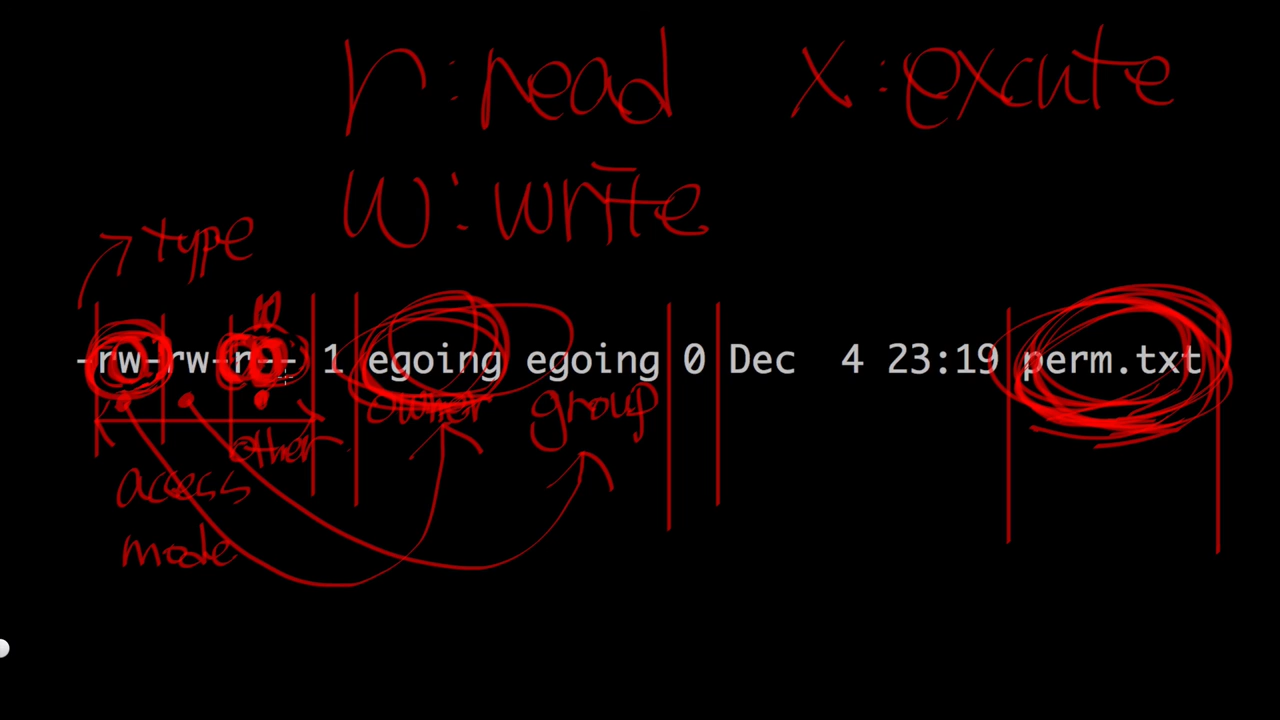 r:read x:excute
w:write
type
-rw-rw-r-- 1 egoing egoing 0 Dec 4 23:19 perm.txt
owner group
other
access
mode